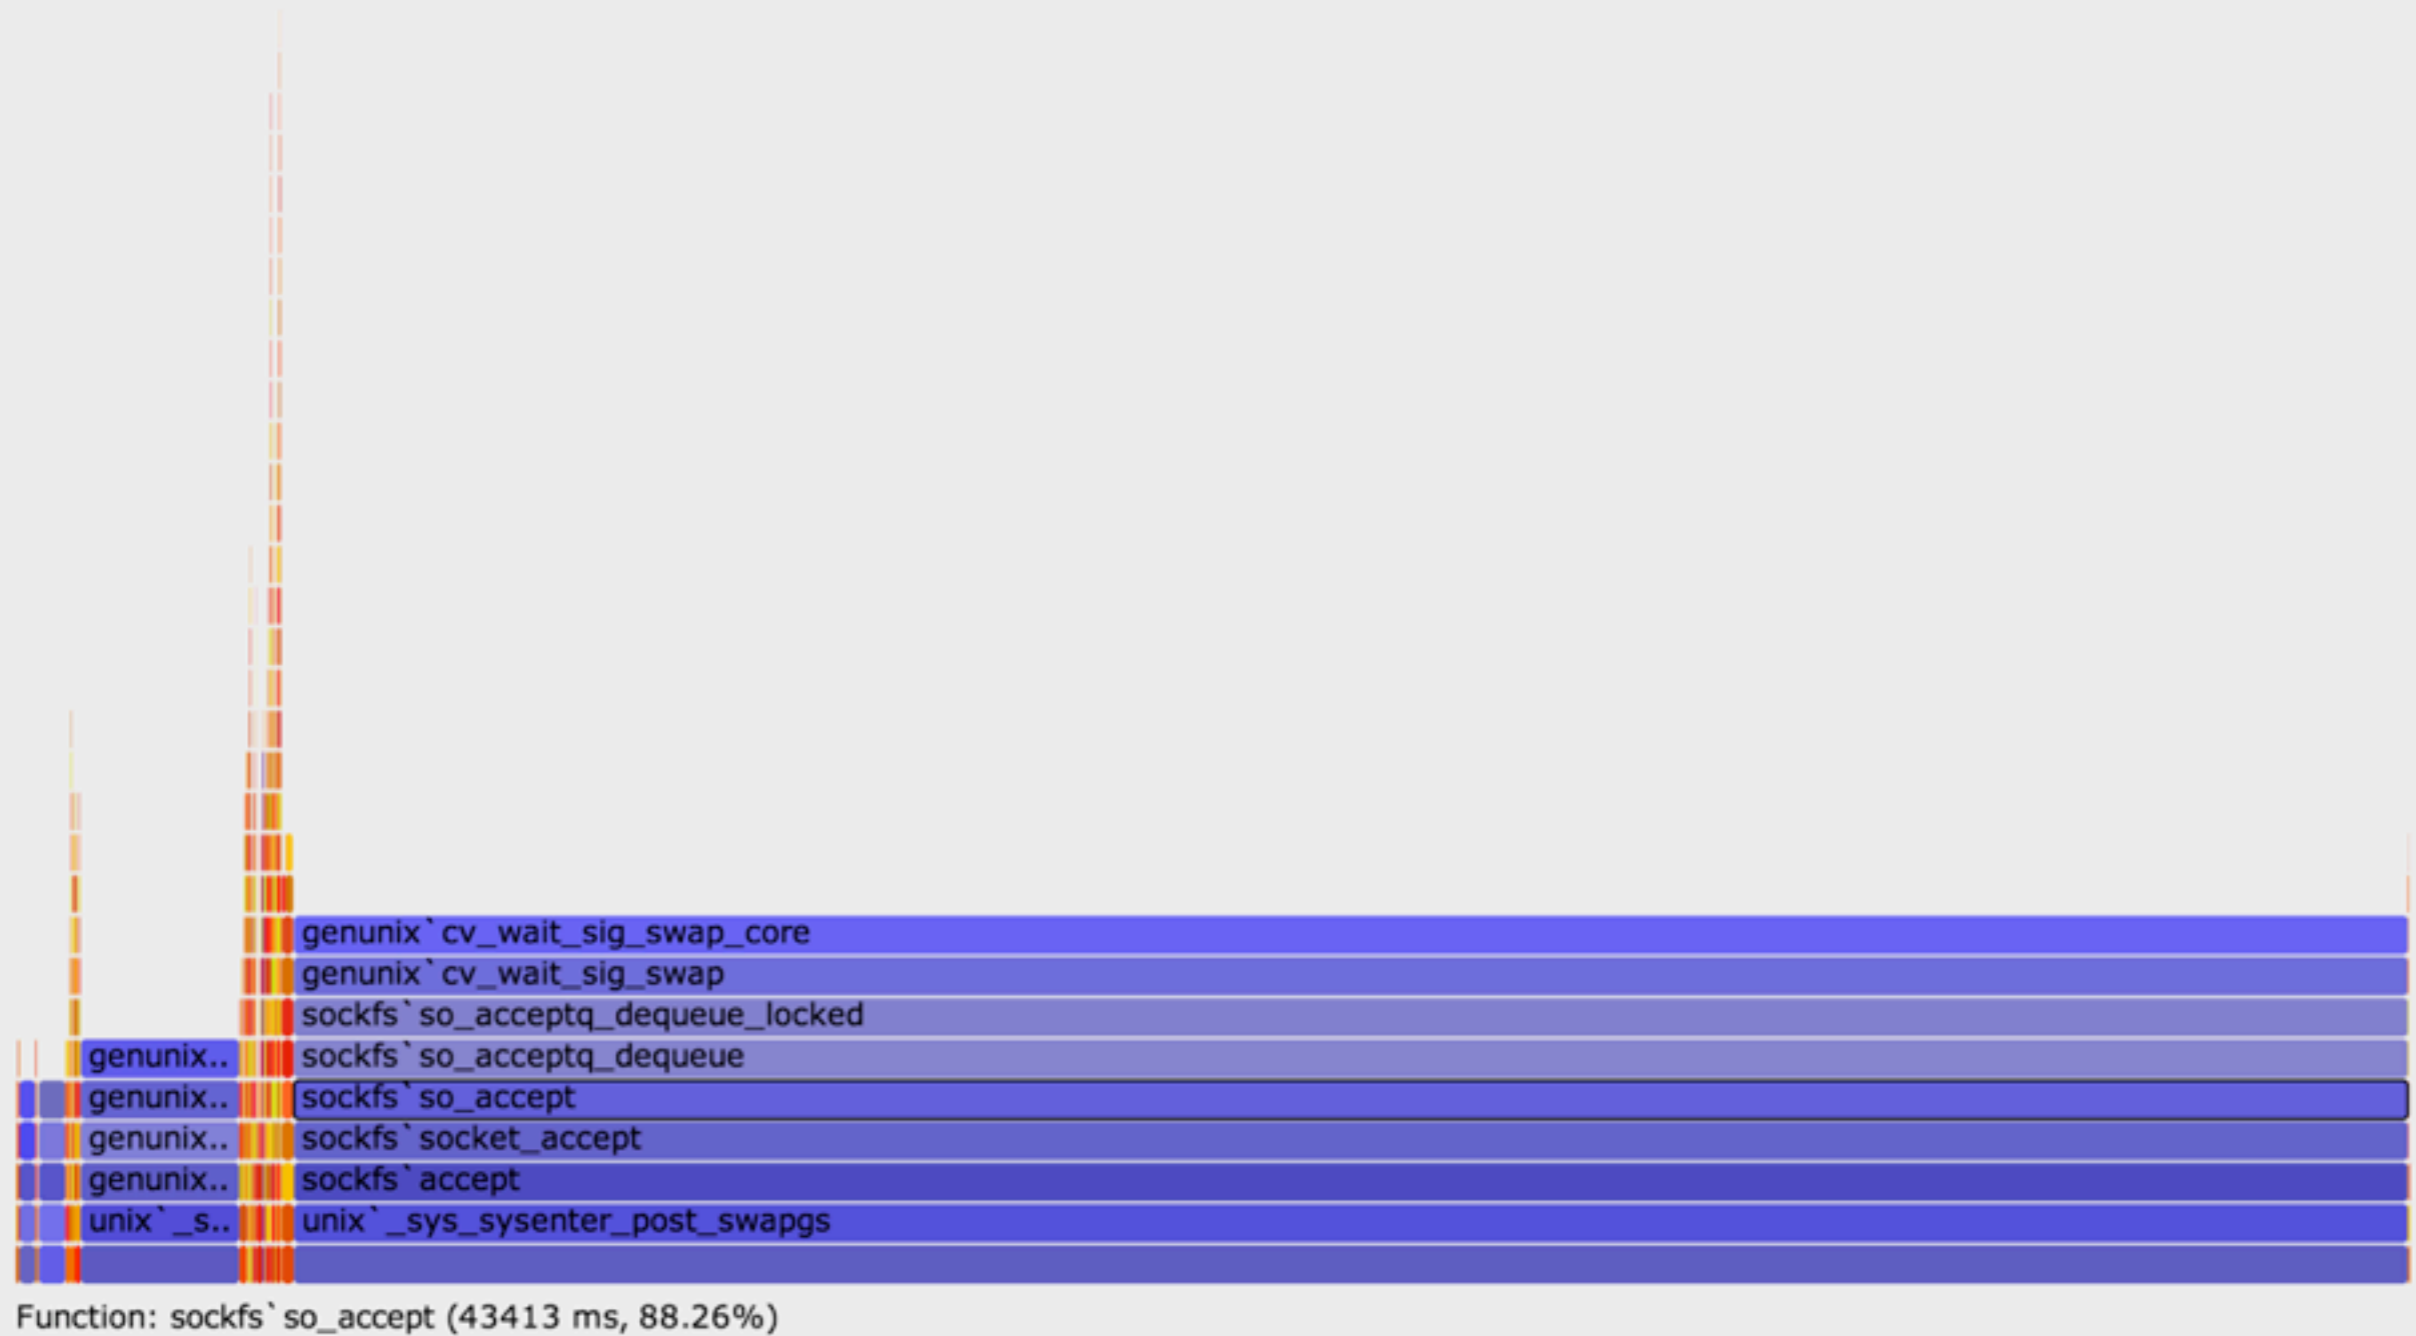 genunix`cv_wait_sig_swap_core
genunix`cv_wait_sig_swap
sockfs`so_acceptq_dequeue_locked
genunix.. sockfs`so_acceptq_dequeue
genunix.. sockfs`so_accept
genunix.. sockfs`socket_accept
genunix.. sockfs`accept
unix`_s.. unix`_sys_sysenter_post_swapgs
Function: sockfs`so_accept (43413 ms, 88.26%)